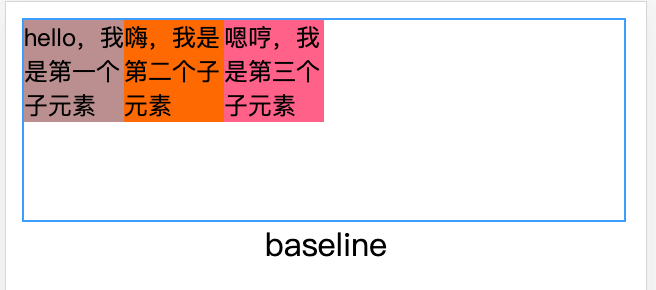 hello，我
是第一个
子元素
嗨，我是
第二个子
元素
嗯哼，我
是第三个
子元素
baseline